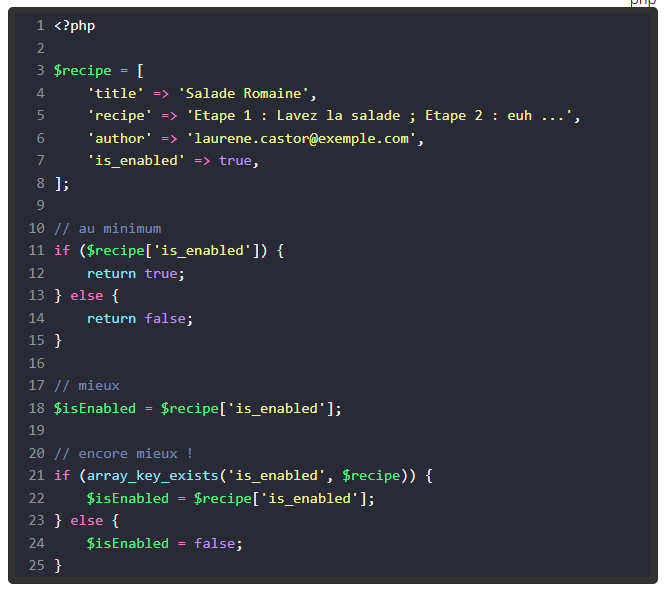 php
1 <?php
2
3 $recipe = [
4     'title' => 'Salade Romaine',
5     'recipe' => 'Etape 1 : Lavez la salade ; Etape 2 : euh ...',
6     'author' => 'laurene.castor@exemple.com',
7     'is_enabled' => true,
8 ];
9
10 // au minimum
11 if ($recipe['is_enabled']) {
12     return true;
13 } else {
14     return false;
15 }
16
17 // mieux
18 $isEnabled = $recipe['is_enabled'];
19
20 // encore mieux !
21 if (array_key_exists('is_enabled', $recipe)) {
22     $isEnabled = $recipe['is_enabled'];
23 } else {
24     $isEnabled = false;
25 }